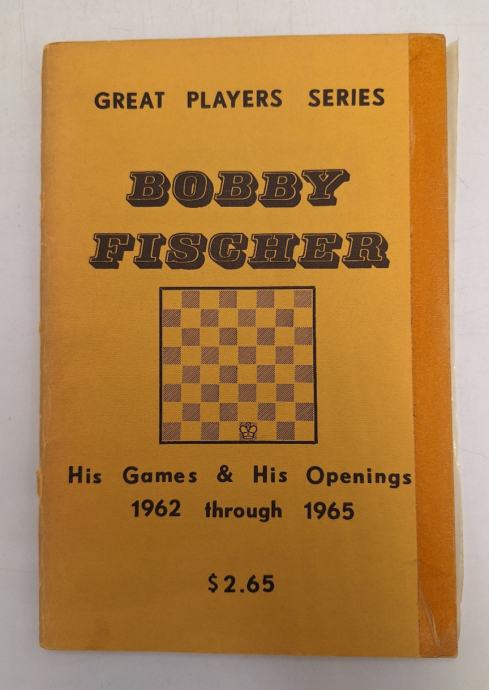 GREAT PLAYERS SERIES
BOBBY
FISCHER
His Games & His Openings
1962 through 1965
$2.65